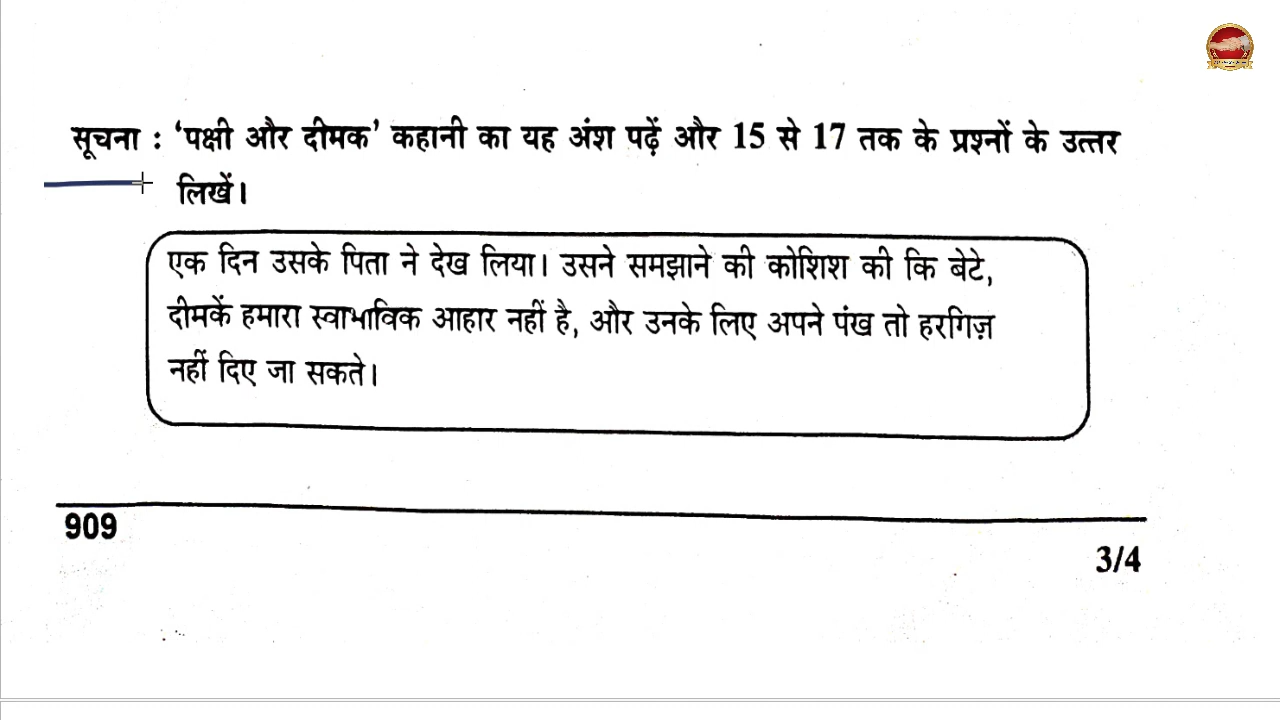 सूचना : 'पक्षी और दीमक' कहानी का यह अंश पढ़ें और 15 से 17 तक के प्रश्नों के उत्तर
लिखें।
एक दिन उसके पिता ने देख लिया। उसने समझाने की कोशिश की कि बेटे,
दीमकें हमारा स्वाभाविक आहार नहीं है, और उनके लिए अपने पंख तो हरगिज़
नहीं दिए जा सकते।
909
3/4